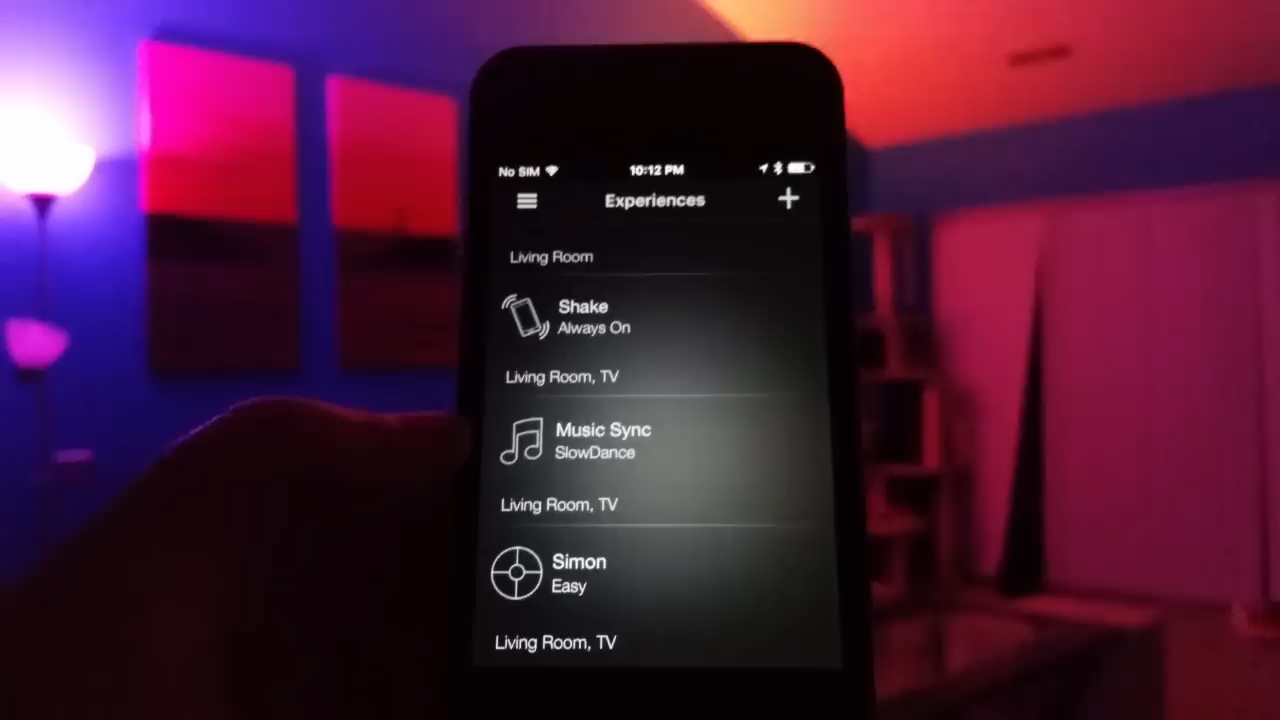 No SIM 10:12 PM
Experiences
Living Room
Shake
Always On
Living Room, TV
Music Sync
SlowDance
Living Room, TV
Simon
Easy
Living Room, TV